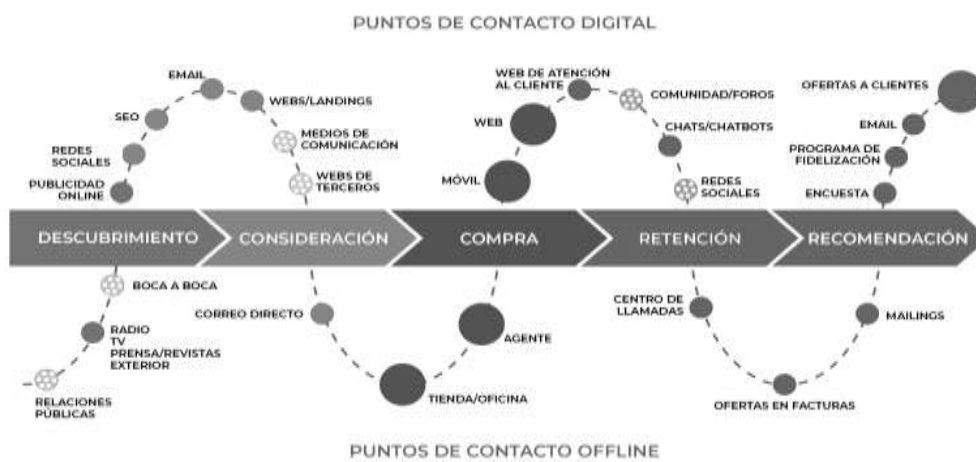 PUNTOS DE CONTACTO DIGITAL
EMAIL
WEBS/LANDINGS
SEO
MEDIOS DE
COMUNICACIÓN
REDES
SOCIALES
WEBS DE
TERCEROS
PUBLICIDAD
ONLINE
WEB DE ATENCIÓN
AL CLIENTE
WEB
COMUNIDAD/FOROS
CHATS/CHATBOTS
MÓVIL
REDES
SOCIALES
OFERTAS A CLIENTES
EMAIL
PROGRAMA DE
FIDELIZACIÓN
ENCUESTA
DESCUBRIMIENTO
CONSIDERACIÓN
COMPRA
RETENCIÓN
RECOMENDACIÓN
BOCA A BOCA
RADIO
TV
PRENSA/REVISTAS
EXTERIOR
RELACIONES
PÚBLICAS
CORREO DIRECTO
AGENTE
TIENDA/OFICINA
CENTRO DE
LLAMADAS
MAILINGS
OFERTAS EN FACTURAS
PUNTOS DE CONTACTO OFFLINE